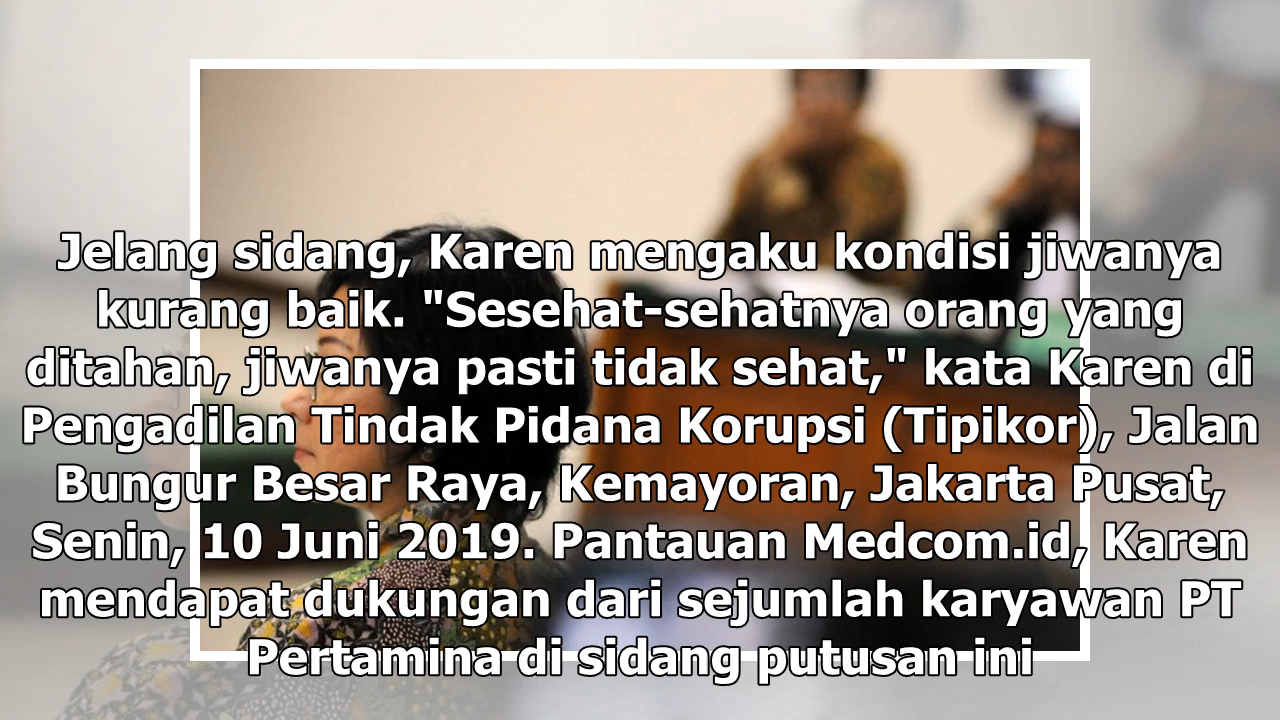 Jelang sidang, Karen mengaku kondisi jiwanya
kurang baik. "Sesehat-sehatnya orang yang
ditahan, jiwanya pasti tidak sehat," kata Karen di
Pengadilan Tindak Pidana Korupsi (Tipikor), Jalan
Bungur Besar Raya, Kemayoran, Jakarta Pusat,
Senin, 10 Juni 2019. Pantauan Medcom.id, Karen
mendapat dukungan dari sejumlah karyawan PT
Pertamina di sidang putusan ini